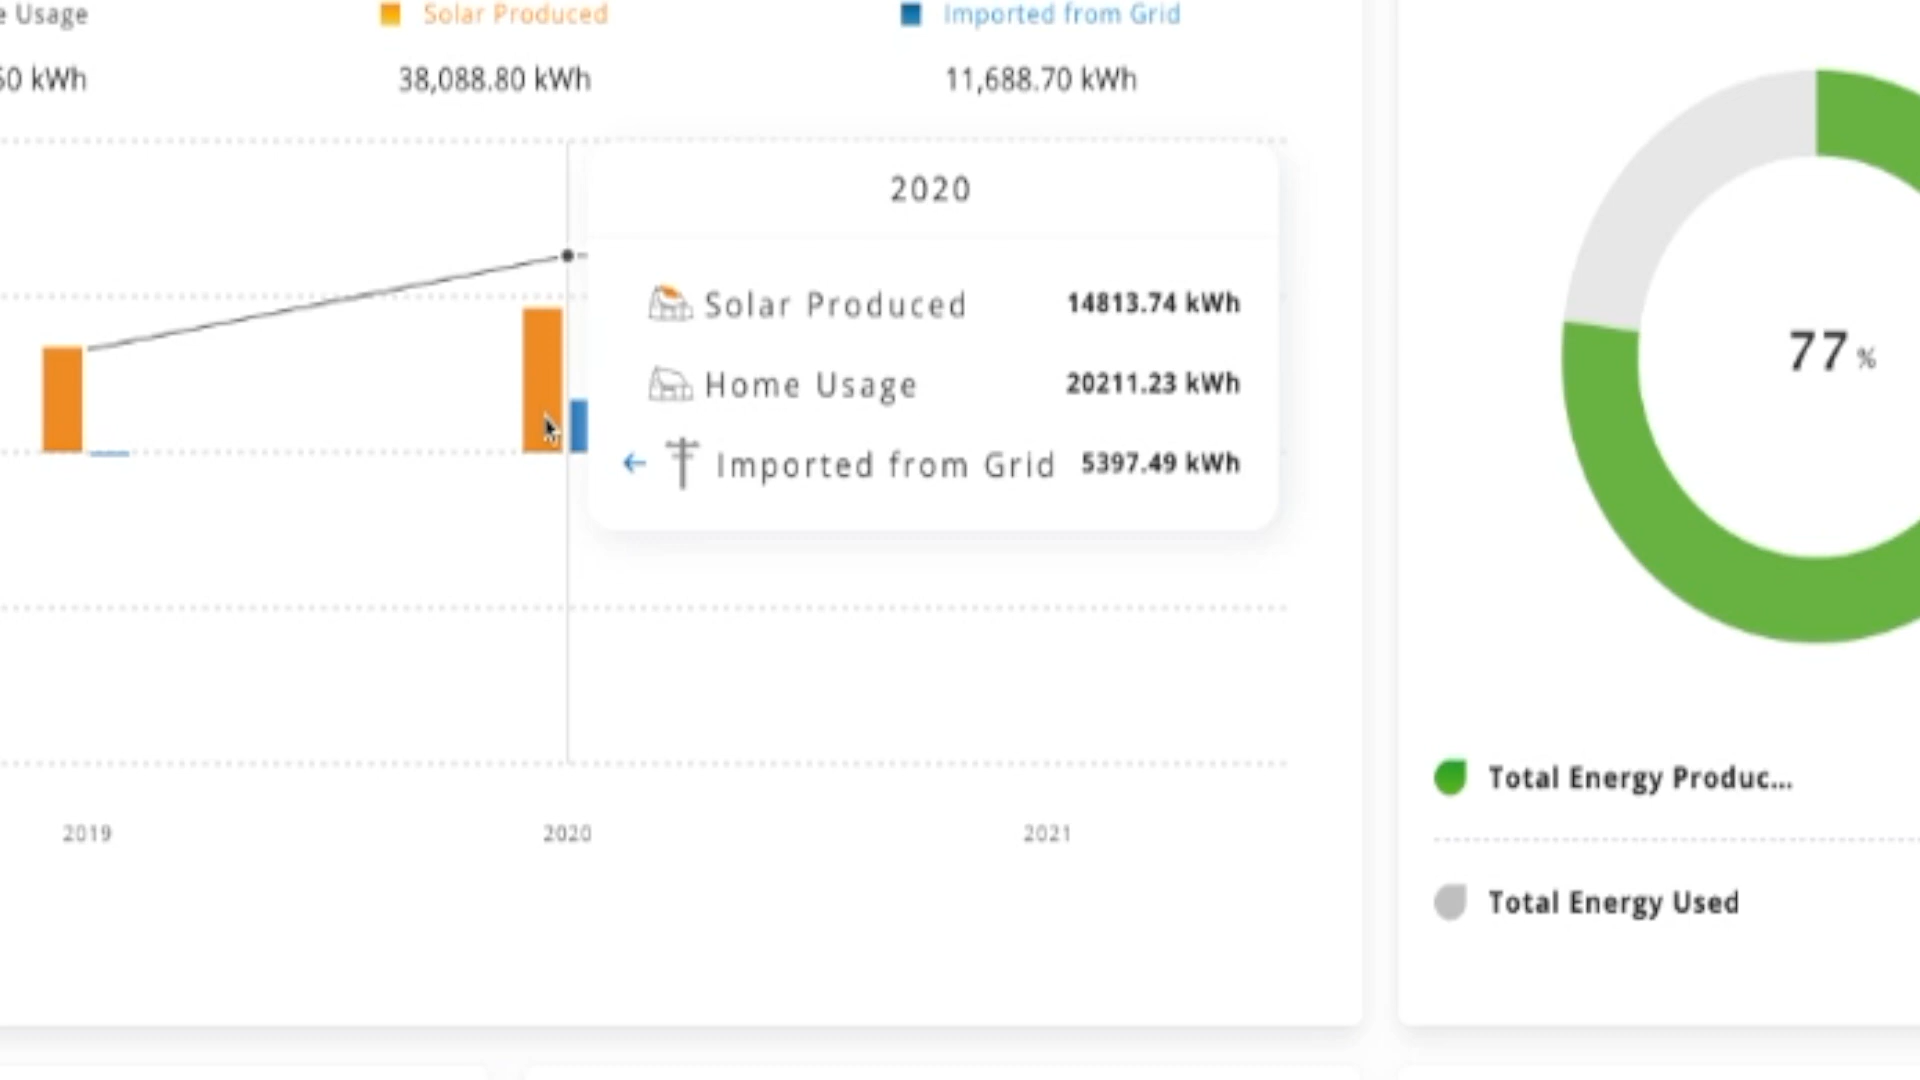 e Usage
Solar Produced
Imported from Grid
50 kWh
38,088.80 kWh
11,688.70 kWh
2020
Solar Produced 14813.74 kWh
Home Usage 20211.23 kWh
Imported from Grid 5397.49 kWh
77%
2019
2020
2021
Total Energy Produc...
Total Energy Used